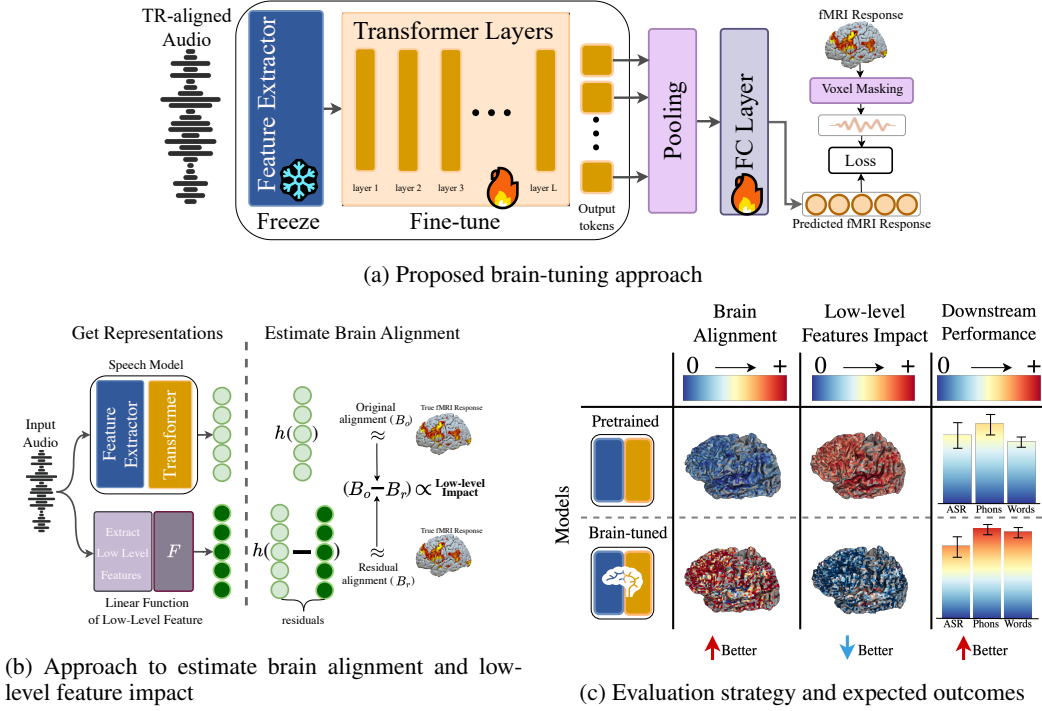 TR-aligned
Audio
Feature Extractor
Freeze
Transformer Layers
layer 1
layer 2
layer 3
layer L
Fine-tune
Output
tokens
Pooling
FC Layer
fMRI Response
Voxel Masking
Loss
Predicted fMRI Response
(a) Proposed brain-tuning approach
Get Representations
Speech Model
Input
Audio
Feature
Extractor
Transformer
Extract
Low Level
Features
F
Linear Function
of Low-Level Feature
Estimate Brain Alignment
h( )
Original
alignment (Bₒ)
≈
True fMRI Response
(Bₒ − Bᵣ) ∝ Low-level
Impact
h( − )
≈
Residual
alignment (Bᵣ)
True fMRI Response
residuals
(b) Approach to estimate brain alignment and low-
level feature impact
Brain
Alignment
Low-level
Features Impact
Downstream
Performance
0 → +
0 → +
0 → +
Models
Pretrained
ASR Phons Words
Brain-tuned
ASR Phons Words
Better
Better
Better
(c) Evaluation strategy and expected outcomes